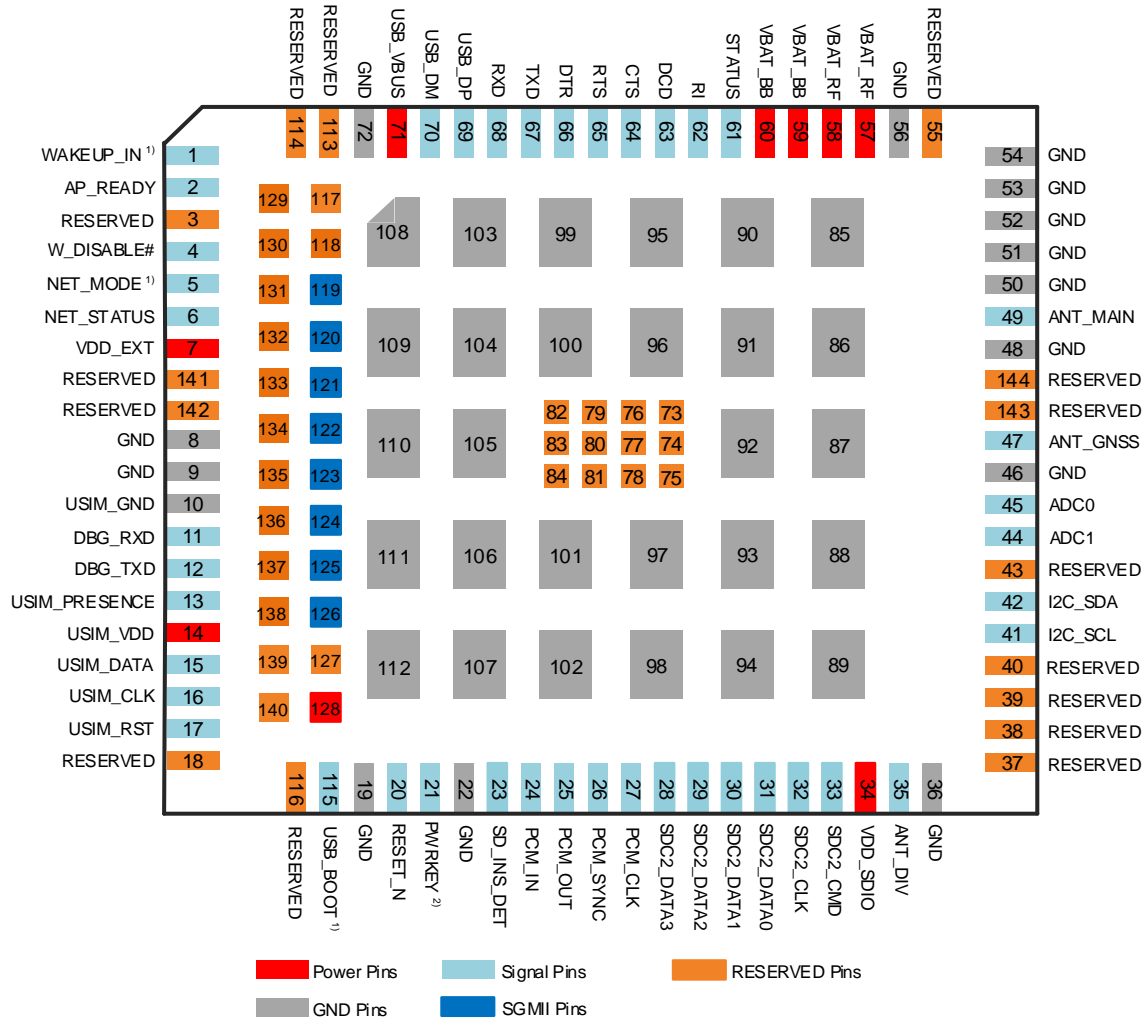 RESERVED
RESERVED
GND
USB_VBUS
USB_DM
USB_DP
RXD
TXD
DTR
RTS
CTS
DCD
RI
STATUS
VBAT_BB
VBAT_BB
VBAT_RF
VBAT_RF
GND
RESERVED
114
113
72
71
70
69
68
67
66
65
64
63
62
61
60
59
58
57
56
55
WAKEUP_IN 1) 1
AP_READY 2
RESERVED 3
W_DISABLE# 4
NET_MODE 1) 5
NET_STATUS 6
VDD_EXT 7
RESERVED 141
RESERVED 142
GND 8
GND 9
USIM_GND 10
DBG_RXD 11
DBG_TXD 12
USIM_PRESENCE 13
USIM_VDD 14
USIM_DATA 15
USIM_CLK 16
USIM_RST 17
RESERVED 18
129 117
130 118
131 119
132 120
133 121
134 122
135 123
136 124
137 125
138 126
139 127
140 128
108 103 99 95 90 85
109 104 100 96 91 86
82 79 76 73
83 80 77 74
84 81 78 75
110 105 92 87
111 106 101 97 93 88
112 107 102 98 94 89
54 GND
53 GND
52 GND
51 GND
50 GND
49 ANT_MAIN
48 GND
144 RESERVED
143 RESERVED
47 ANT_GNSS
46 GND
45 ADC0
44 ADC1
43 RESERVED
42 I2C_SDA
41 I2C_SCL
40 RESERVED
39 RESERVED
38 RESERVED
37 RESERVED
116
115
19
20
21
22
23
24
25
26
27
28
29
30
31
32
33
34
35
36
RESERVED
USB_BOOT 1)
GND
RESET_N
PWRKEY 2)
GND
SD_INS_DET
PCM_IN
PCM_OUT
PCM_SYNC
PCM_CLK
SDC2_DATA3
SDC2_DATA2
SDC2_DATA1
SDC2_DATA0
SDC2_CLK
SDC2_CMD
VDD_SDIO
ANT_DIV
GND
Power Pins
Signal Pins
RESERVED Pins
GND Pins
SGMII Pins